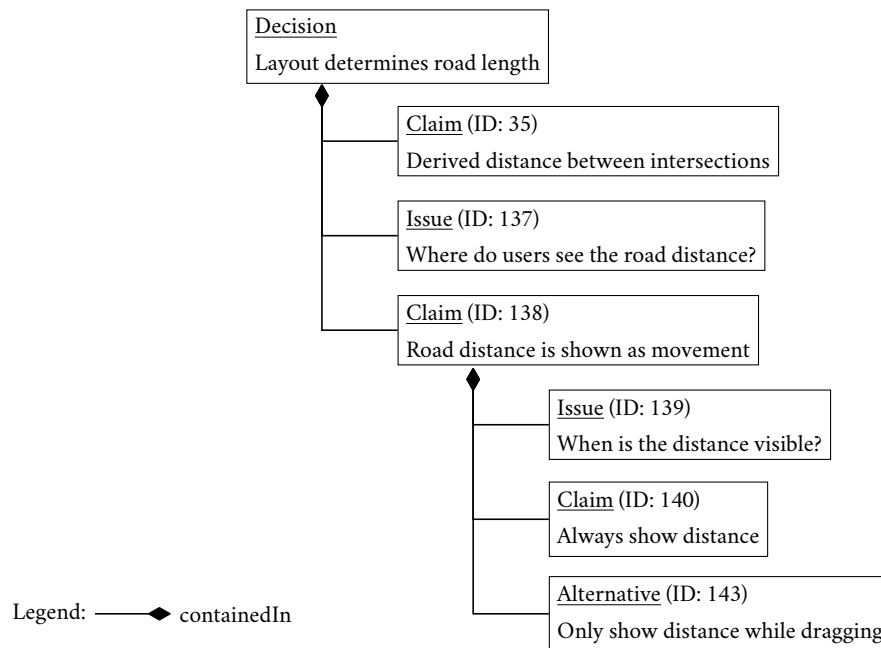 Decision
Layout determines road length
Claim (ID: 35)
Derived distance between intersections
Issue (ID: 137)
Where do users see the road distance?
Claim (ID: 138)
Road distance is shown as movement
Issue (ID: 139)
When is the distance visible?
Claim (ID: 140)
Always show distance
Alternative (ID: 143)
Only show distance while dragging
Legend: containedIn